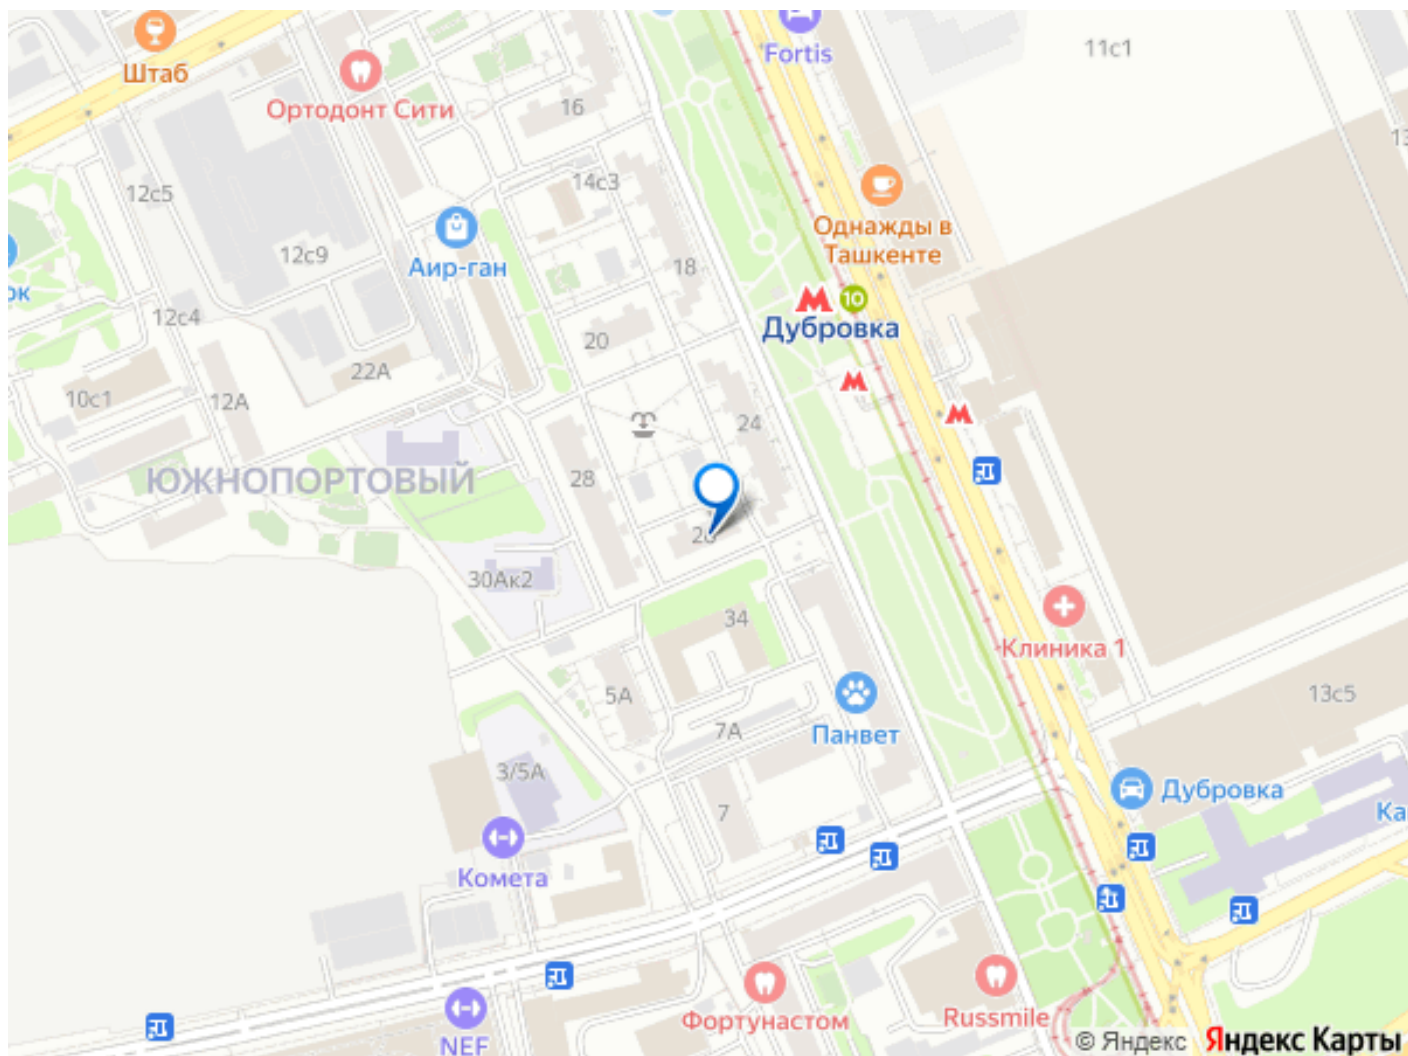 Штаб
Fortis
11с1
Ортодонт Сити
16
12с5
14с3
Однажды в
Ташкенте
12с9
Аир-ган
18
10
Дубровка
12с4
20
22А
10с1
12А
24
ЮЖНОПОРТОВЫЙ
28
30Ак2
34
Клиника 1
5А
13с5
7А
Панвет
3/5А
Дубровка
7
Комета
Фортунастом
Russmile
NEF
© Яндекс
Яндекс Карты